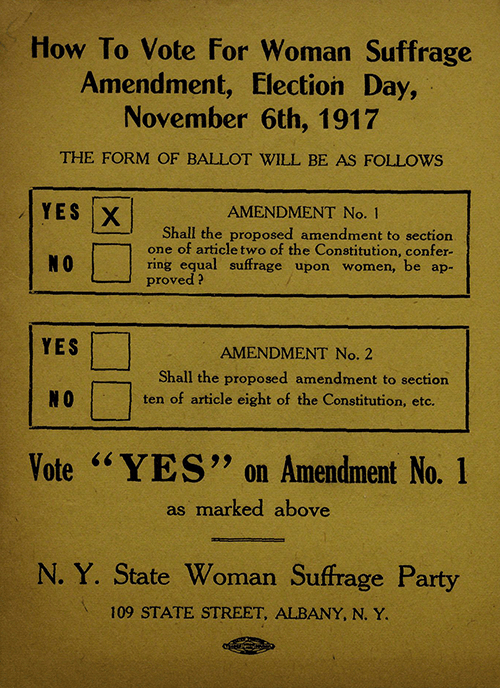 How To Vote For Woman Suffrage
Amendment, Election Day,
November 6th, 1917
THE FORM OF BALLOT WILL BE AS FOLLOWS
YES X
NO
AMENDMENT No. 1
Shall the proposed amendment to section
one of article two of the Constitution, confer-
ring equal suffrage upon women, be ap-
proved?
YES
NO
AMENDMENT No. 2
Shall the proposed amendment to section
ten of article eight of the Constitution, etc.
Vote "YES" on Amendment No. 1
as marked above
N. Y. State Woman Suffrage Party
109 STATE STREET, ALBANY, N. Y.